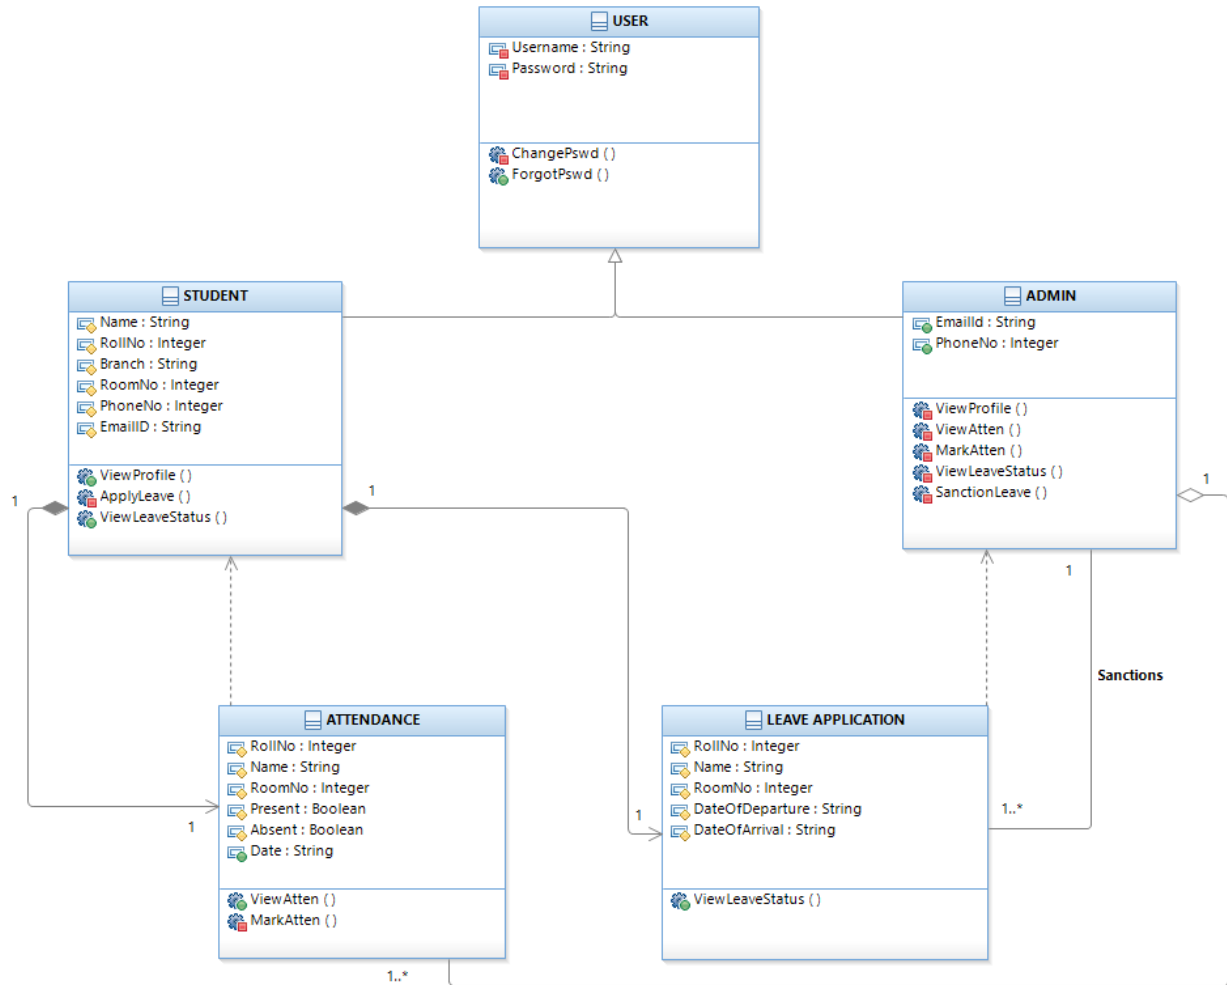 USER
Username : String
Password : String
ChangePswd ( )
ForgotPswd ( )
STUDENT
Name : String
RollNo : Integer
Branch : String
RoomNo : Integer
PhoneNo : Integer
EmailID : String
ViewProfile ( )
ApplyLeave ( )
ViewLeaveStatus ( )
ADMIN
EmailId : String
PhoneNo : Integer
ViewProfile ( )
ViewAtten ( )
MarkAtten ( )
ViewLeaveStatus ( )
SanctionLeave ( )
1
1
1
1
Sanctions
ATTENDANCE
RollNo : Integer
Name : String
RoomNo : Integer
Present : Boolean
Absent : Boolean
Date : String
ViewAtten ( )
MarkAtten ( )
1
1..*
LEAVE APPLICATION
RollNo : Integer
Name : String
RoomNo : Integer
DateOfDeparture : String
DateOfArrival : String
ViewLeaveStatus ( )
1
1..*